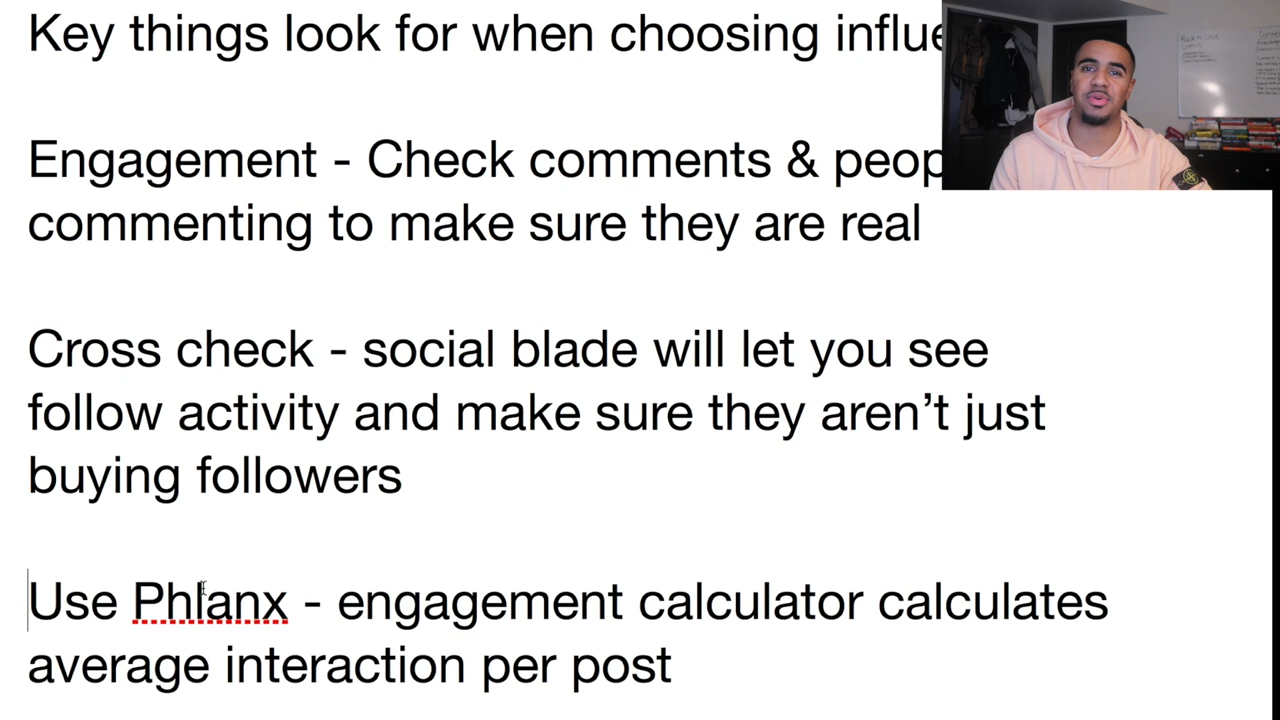 Key things look for when choosing
Engagement - Check comments &
commenting to make sure they are real
Cross check - social blade will let you see
follow activity and make sure they aren't just
buying followers
Use Phlanx - engagement calculator calculates
average interaction per post